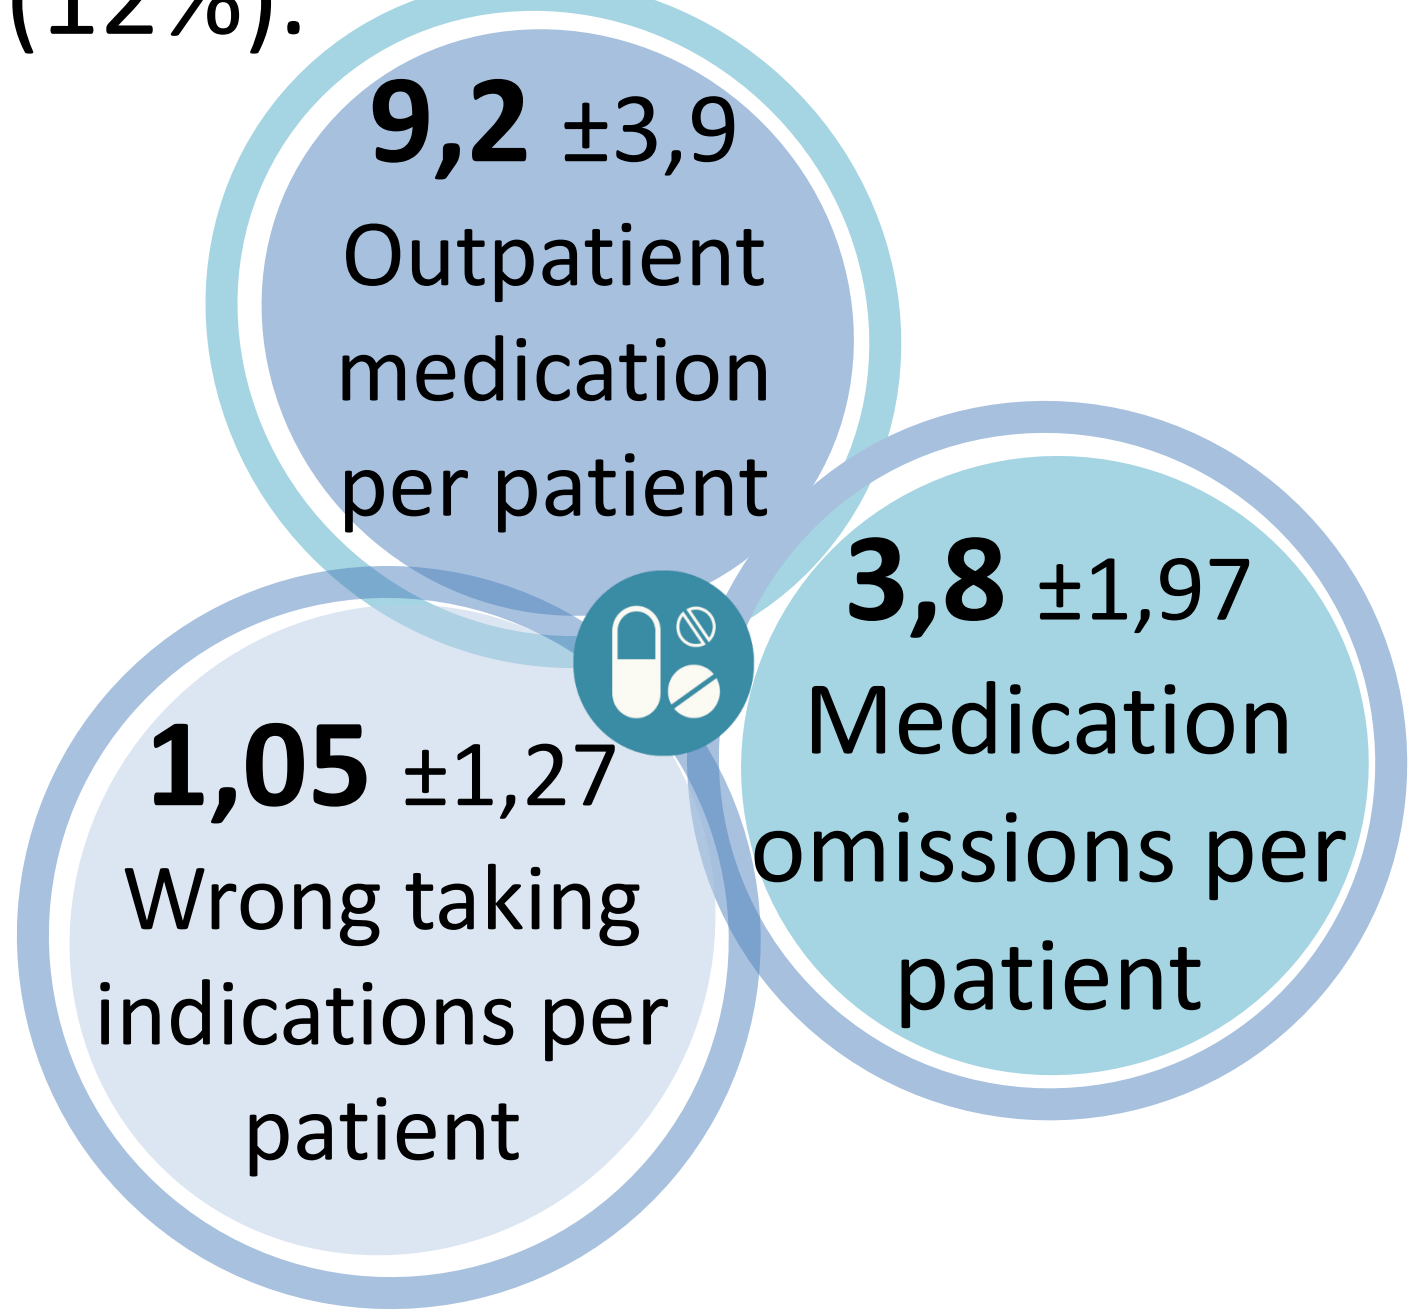 (12%).
9,2 ±3,9
Outpatient
medication
per patient
3,8 ±1,97
Medication
omissions per
patient
1,05 ±1,27
Wrong taking
indications per
patient